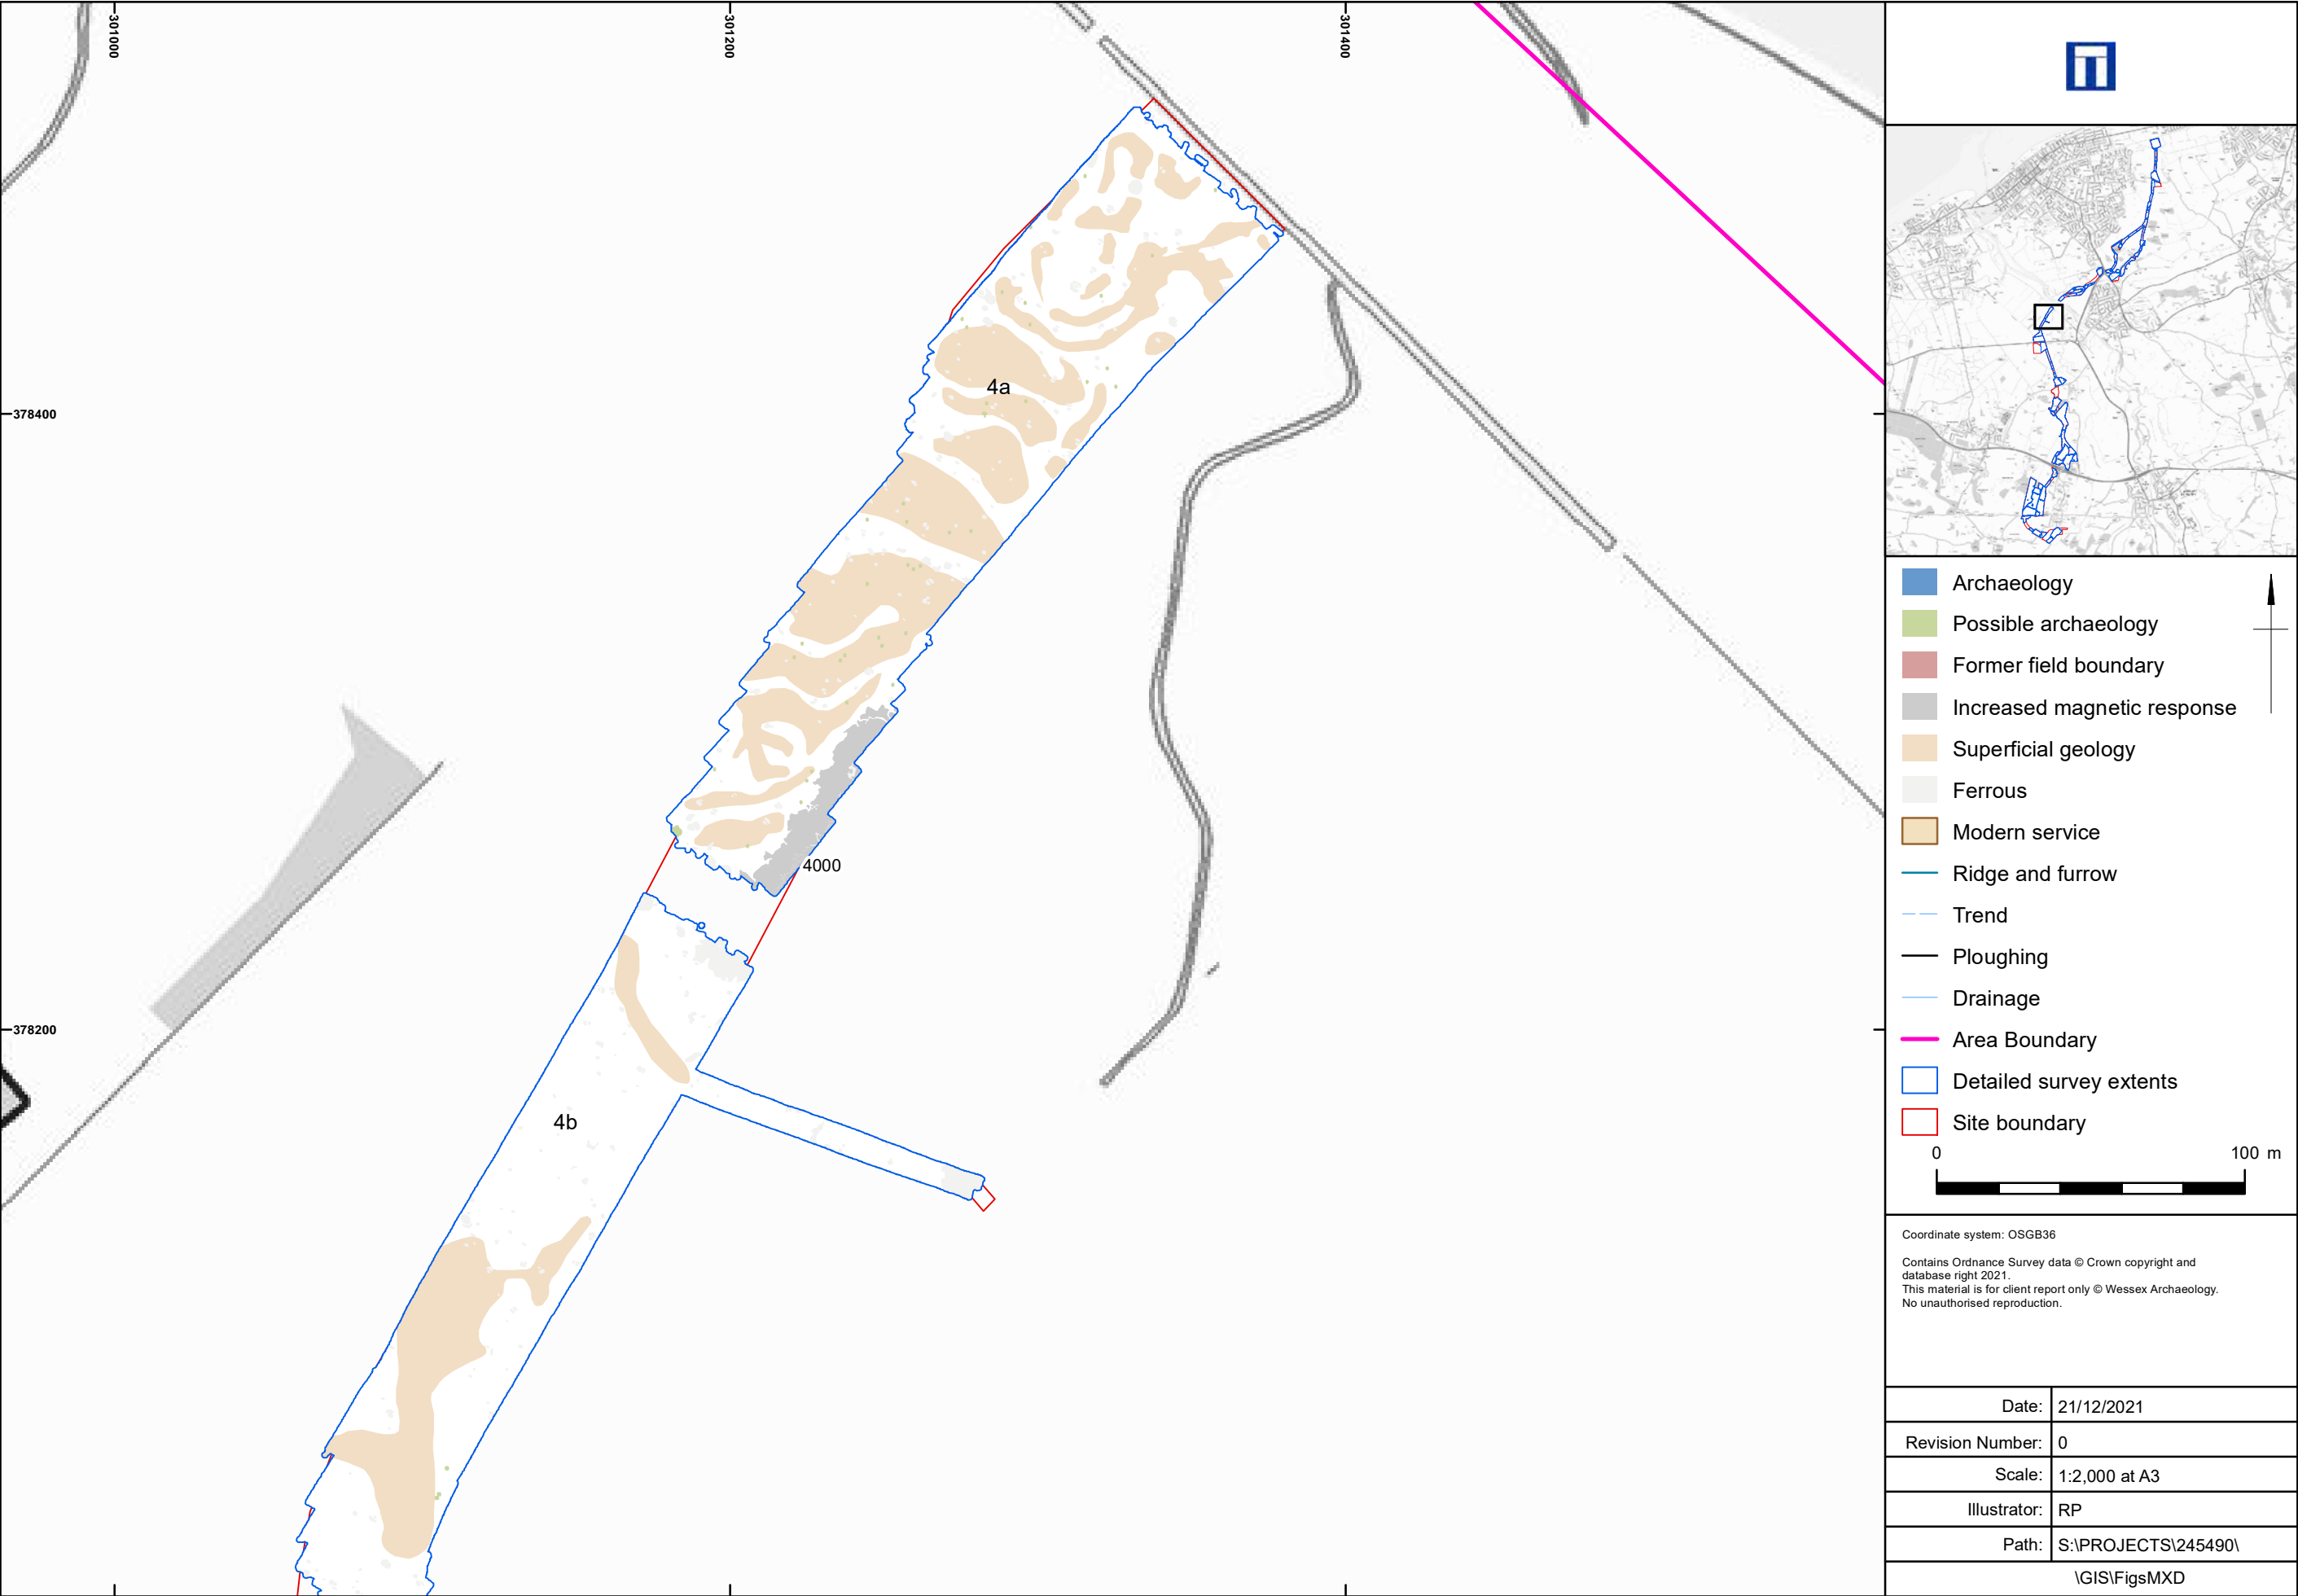 301000
301200
301400
378400
378200
4a
4000
4b
Archaeology
Possible archaeology
Former field boundary
Increased magnetic response
Superficial geology
Ferrous
Modern service
Ridge and furrow
Trend
Ploughing
Drainage
Area Boundary
Detailed survey extents
Site boundary
0 100 m
Coordinate system: OSGB36
Contains Ordnance Survey data © Crown copyright and
database right 2021.
This material is for client report only © Wessex Archaeology.
No unauthorised reproduction.
Date: 21/12/2021
Revision Number: 0
Scale: 1:2,000 at A3
Illustrator: RP
Path: S:\PROJECTS\245490\
\GIS\FigsMXD